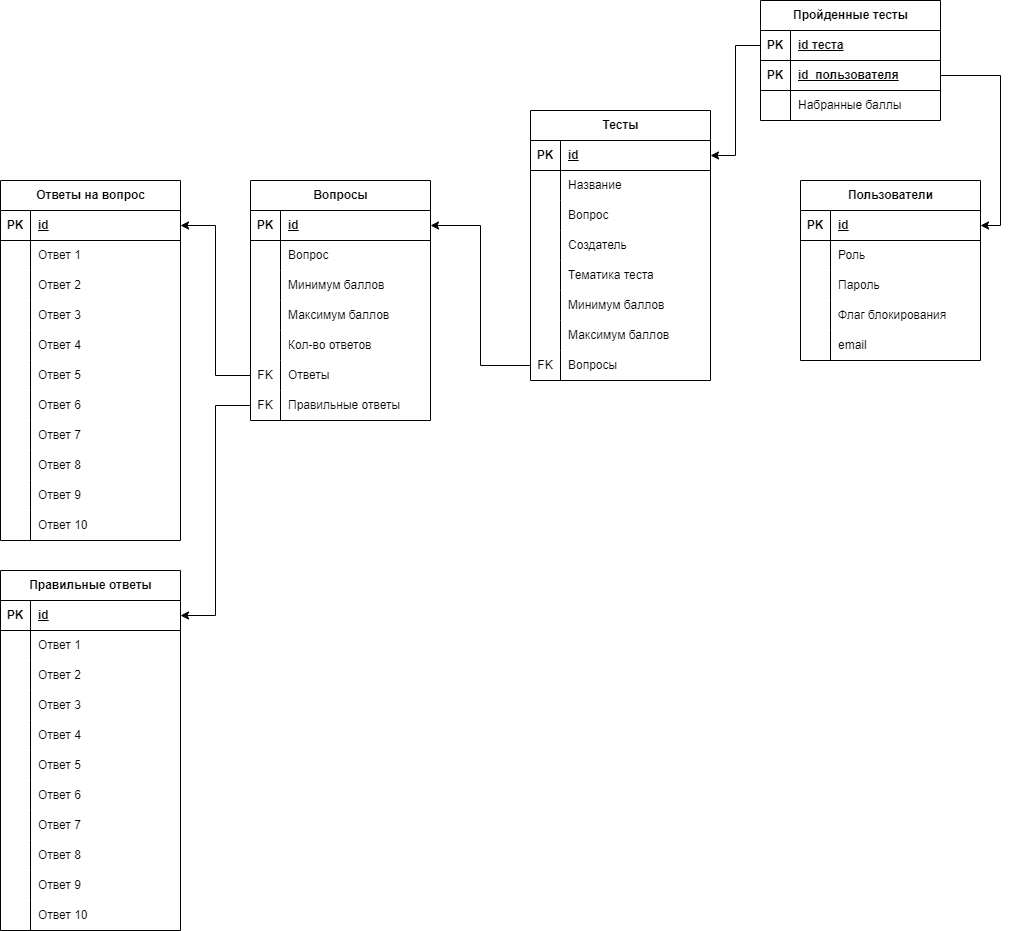 Пройденные тесты
PK id теста
PK id_пользователя
Набранные баллы
Тесты
PK id
Название
Вопрос
Создатель
Тематика теста
Минимум баллов
Максимум баллов
FK Вопросы
Ответы на вопрос
PK id
Ответ 1
Ответ 2
Ответ 3
Ответ 4
Ответ 5
Ответ 6
Ответ 7
Ответ 8
Ответ 9
Ответ 10
Вопросы
PK id
Вопрос
Минимум баллов
Максимум баллов
Кол-во ответов
FK Ответы
FK Правильные ответы
Пользователи
PK id
Роль
Пароль
Флаг блокирования
email
Правильные ответы
PK id
Ответ 1
Ответ 2
Ответ 3
Ответ 4
Ответ 5
Ответ 6
Ответ 7
Ответ 8
Ответ 9
Ответ 10